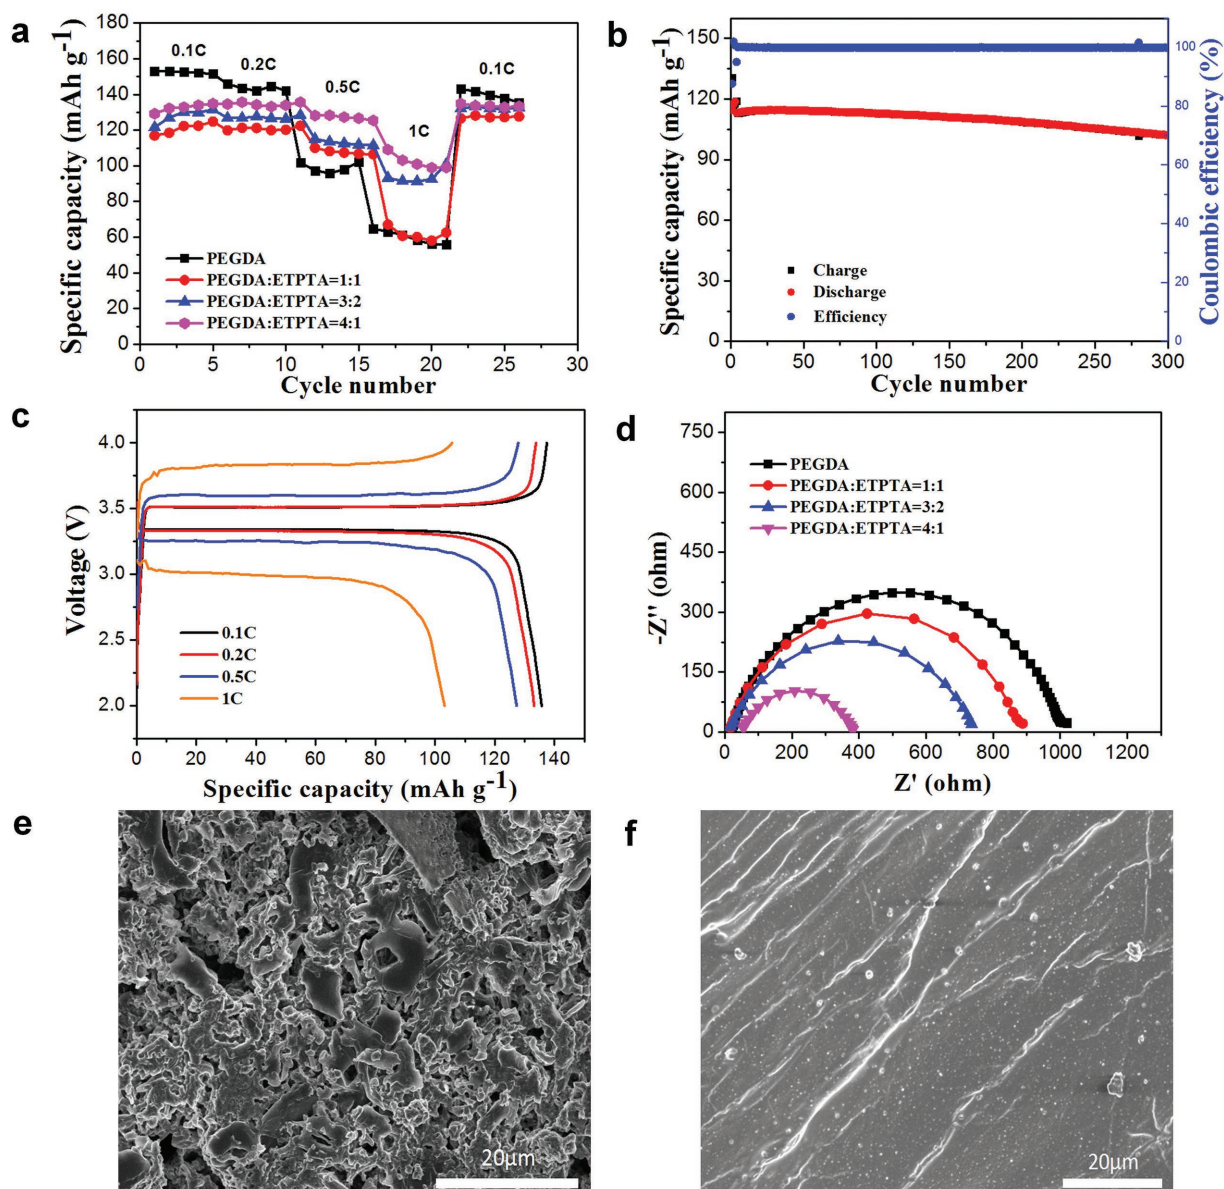 a
180
160
140
120
100
80
60
40
20
0
Specific capacity (mAh g-1)
0.1C
0.2C
0.5C
1C
0.1C
PEGDA
PEGDA:ETPTA=1:1
PEGDA:ETPTA=3:2
PEGDA:ETPTA=4:1
0 5 10 15 20 25 30
Cycle number
b
150
120
90
60
30
0
Specific capacity (mAh g-1)
Charge
Discharge
Efficiency
100
80
60
40
20
0
Coulombic efficiency (%)
0 50 100 150 200 250 300
Cycle number
c
4.0
3.5
3.0
2.5
2.0
Voltage (V)
0.1C
0.2C
0.5C
1C
0 20 40 60 80 100 120 140
Specific capacity (mAh g-1)
d
750
600
450
300
150
0
-Z'' (ohm)
PEGDA
PEGDA:ETPTA=1:1
PEGDA:ETPTA=3:2
PEGDA:ETPTA=4:1
0 200 400 600 800 1000 1200
Z' (ohm)
e
20μm
f
20μm